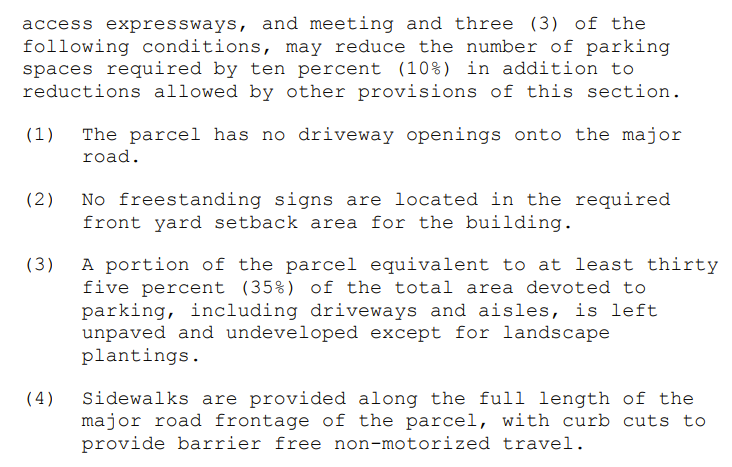 access expressways, and meeting and three (3) of the
following conditions, may reduce the number of parking
spaces required by ten percent (10%) in addition to
reductions allowed by other provisions of this section.
(1) The parcel has no driveway openings onto the major
road.
(2) No freestanding signs are located in the required
front yard setback area for the building.
(3) A portion of the parcel equivalent to at least thirty
five percent (35%) of the total area devoted to
parking, including driveways and aisles, is left
unpaved and undeveloped except for landscape
plantings.
(4) Sidewalks are provided along the full length of the
major road frontage of the parcel, with curb cuts to
provide barrier free non-motorized travel.